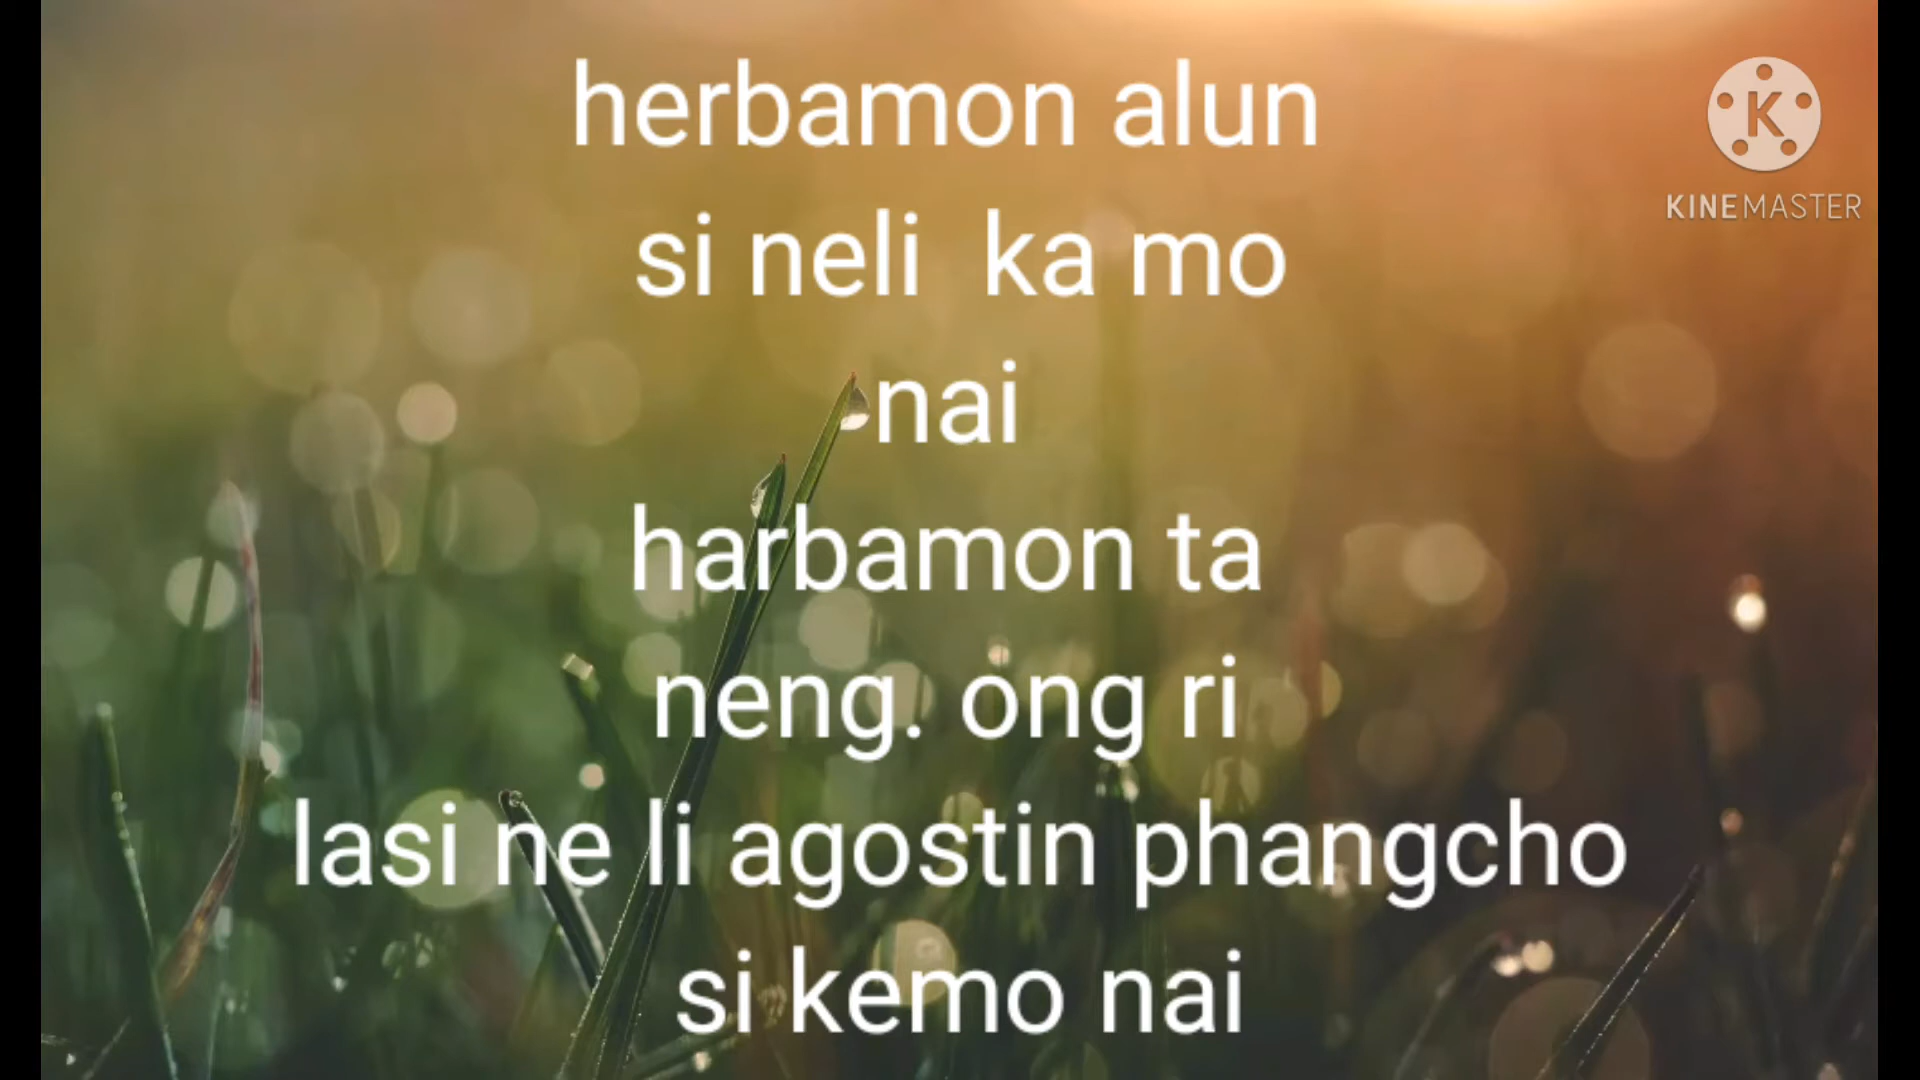 herbamon alun
si neli ka mo
nai
harbamon ta
neng. ong ri
lasi ne li agostin phangcho
si kemo nai
K
KINEMASTER